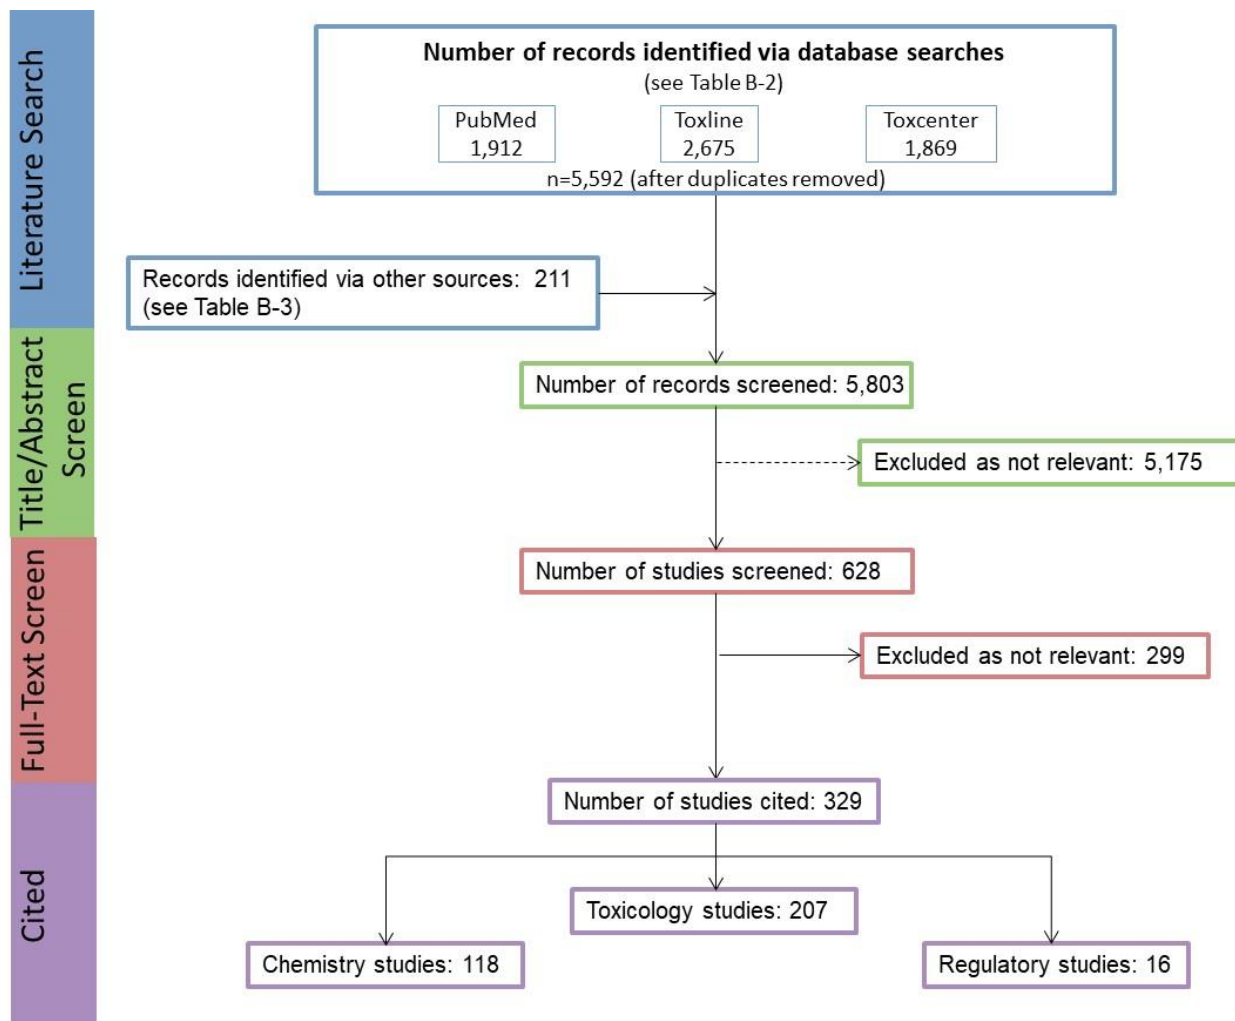 Literature Search
Number of records identified via database searches
(see Table B-2)
PubMed
1,912
Toxline
2,675
Toxcenter
1,869
n=5,592 (after duplicates removed)
Records identified via other sources: 211
(see Table B-3)
Title/Abstract
Screen
Number of records screened: 5,803
Excluded as not relevant: 5,175
Full-Text Screen
Number of studies screened: 628
Excluded as not relevant: 299
Cited
Number of studies cited: 329
Toxicology studies: 207
Chemistry studies: 118
Regulatory studies: 16